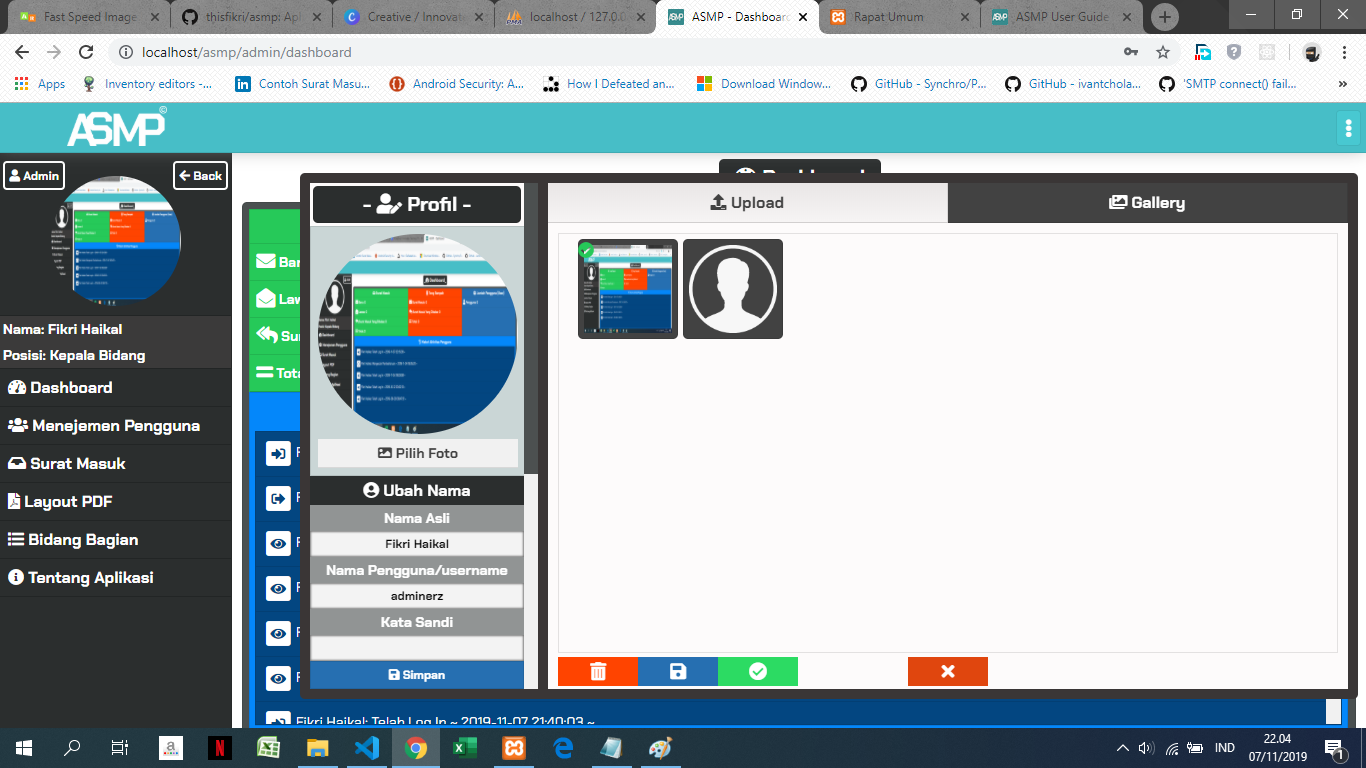 Fast Speed Image
thisfikri/asmp: Apl
Creative / Innovat
localhost / 127.0.0
ASMP - Dashboard
Rapat Umum
ASMP User Guide
localhost/asmp/admin/dashboard
Apps
Inventory editors -...
Contoh Surat Masu...
Android Security: A...
How I Defeated an...
Download Window...
GitHub - Synchro/P...
GitHub - ivantchola...
'SMTP connect() fail...
»
ASMP©
Admin
Back
Nama: Fikri Haikal
Posisi: Kepala Bidang
Dashboard
Menejemen Pengguna
Surat Masuk
Layout PDF
Bidang Bagian
Tentang Aplikasi
- Profil -
Pilih Foto
Ubah Nama
Nama Asli
Fikri Haikal
Nama Pengguna/username
adminerz
Kata Sandi
Simpan
Upload
Gallery
Fikri Haikal: Telah Log In ~ 2019-11-07 21:40:03 ~
IND
22.04
07/11/2019
1